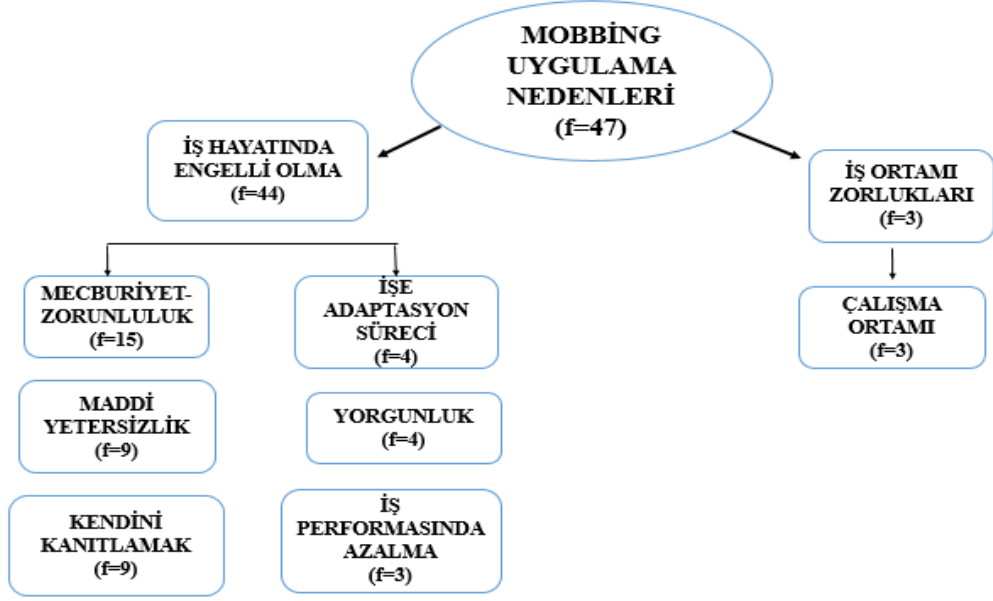 MOBBİNG
UYGULAMA
NEDENLERİ
(f=47)
İŞ HAYATINDA
ENGELLİ OLMA
(f=44)
İŞ ORTAMI
ZORLUKLARI
(f=3)
MECBURİYET-
ZORUNLULUK
(f=15)
İŞE
ADAPTASYON
SÜRECİ
(f=4)
ÇALIŞMA
ORTAMI
(f=3)
MADDİ
YETERSİZLİK
(f=9)
YORGUNLUK
(f=4)
KENDİNİ
KANITLAMAK
(f=9)
İŞ
PERFORMASINDA
AZALMA
(f=3)